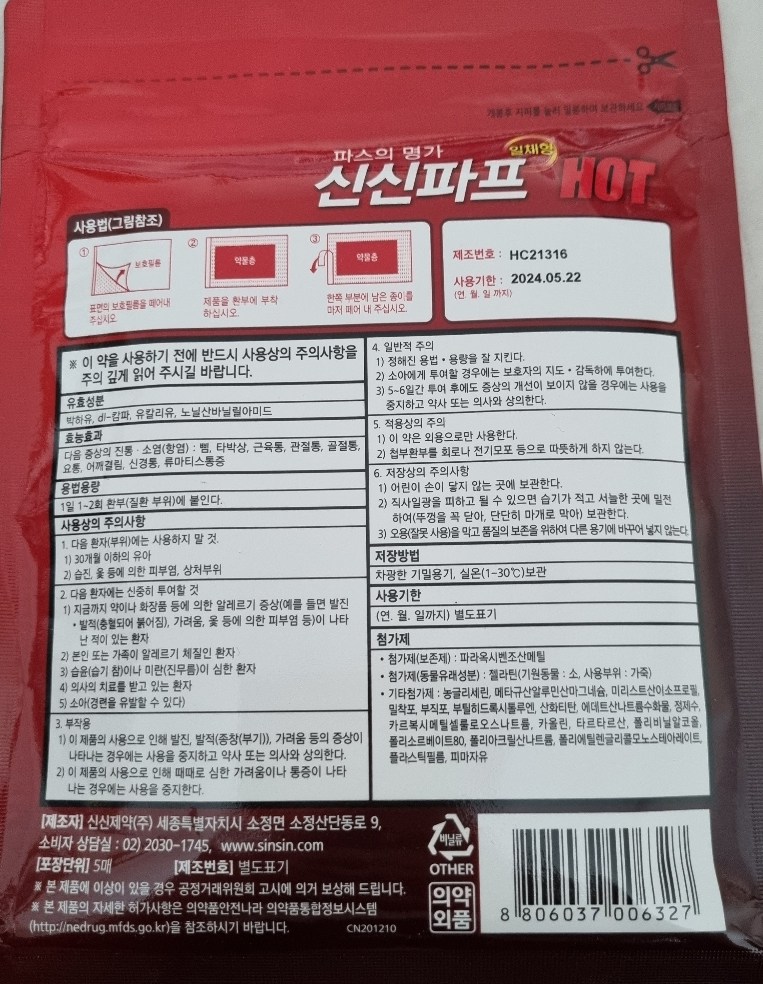 개봉후 지퍼를 눌러 밀봉하여 보관하세요
파스의 명가
일체형
신신파프 HOT
사용법(그림참조)
①
보호필름
표면의 보호필름을 떼어내
주십시오.
②
약물층
제품을 환부에 부착
하십시오.
③
약물층
한쪽 부분에 남은 종이를
마저 떼어 내 주십시오.
제조번호 : HC21316
사용기한 : 2024.05.22
(연. 월. 일 까지)
※ 이 약을 사용하기 전에 반드시 사용상의 주의사항을
주의 깊게 읽어 주시길 바랍니다.
유효성분
박하유, dl-캄파, 유칼리유, 노닐산바닐릴아미드
효능효과
다음 증상의 진통 · 소염(항염) : 삠, 타박상, 근육통, 관절통, 골절통,
요통, 어깨결림, 신경통, 류마티스통증
용법용량
1일 1~2회 환부(질환 부위)에 붙인다.
사용상의 주의사항
1. 다음 환자(부위)에는 사용하지 말 것.
1) 30개월 이하의 유아
2) 습진, 옻 등에 의한 피부염, 상처부위
2. 다음 환자에는 신중히 투여할 것
1) 지금까지 약이나 화장품 등에 의한 알레르기 증상(예를 들면 발진
• 발적(충혈되어 붉어짐), 가려움, 옻 등에 의한 피부염 등)이 나타
난 적이 있는 환자
2) 본인 또는 가족이 알레르기 체질인 환자
3) 습윤(습기 참)이나 미란(진무름)이 심한 환자
4) 의사의 치료를 받고 있는 환자
5) 소아(경련을 유발할 수 있다)
3. 부작용
1) 이 제품의 사용으로 인해 발진, 발적(종창(부기)), 가려움 등의 증상이
나타나는 경우에는 사용을 중지하고 약사 또는 의사와 상의한다.
2) 이 제품의 사용으로 인해 때때로 심한 가려움이나 통증이 나타
나는 경우에는 사용을 중지한다.
4. 일반적 주의
1) 정해진 용법 • 용량을 잘 지킨다.
2) 소아에게 투여할 경우에는 보호자의 지도 • 감독하에 투여한다.
3) 5~6일간 투여 후에도 증상의 개선이 보이지 않을 경우에는 사용을
중지하고 약사 또는 의사와 상의한다.
5. 적용상의 주의
1) 이 약은 외용으로만 사용한다.
2) 첩부환부를 회로나 전기모포 등으로 따뜻하게 하지 않는다.
6. 저장상의 주의사항
1) 어린이 손이 닿지 않는 곳에 보관한다.
2) 직사일광을 피하고 될 수 있으면 습기가 적고 서늘한 곳에 밀전
하여(뚜껑을 꼭 닫아, 단단히 마개로 막아) 보관한다.
3) 오용(잘못 사용)을 막고 품질의 보존을 위하여 다른 용기에 바꾸어 넣지 않는다.
저장방법
차광한 기밀용기, 실온(1~30℃)보관
사용기한
(연. 월. 일까지) 별도표기
첨가제
• 첨가제(보존제) : 파라옥시벤조산메틸
• 첨가제(동물유래성분) : 젤라틴(기원동물 : 소, 사용부위 : 가죽)
• 기타첨가제 : 농글리세린, 메타규산알루민산마그네슘, 미리스트산이소프로필,
밀착포, 부직포, 부틸히드록시톨루엔, 산화티탄, 에데트산나트륨수화물, 정제수,
카르복시메틸셀룰로오스나트륨, 카올린, 타르타르산, 폴리비닐알코올,
폴리소르베이트80, 폴리아크릴산나트륨, 폴리에틸렌글리콜모노스테아레이트,
플라스틱필름, 피마자유
[제조자] 신신제약(주) 세종특별자치시 소정면 소정산단동로 9,
소비자 상담실 : 02) 2030-1745, www.sinsin.com
[포장단위] 5매 [제조번호] 별도표기
※ 본 제품에 이상이 있을 경우 공정거래위원회 고시에 의거 보상해 드립니다.
※ 본 제품의 자세한 허가사항은 의약품안전나라 의약품통합정보시스템
(http://nedrug.mfds.go.kr)을 참조하시기 바랍니다.
CN201210
비닐류
OTHER
의약
외품
8 806037 006327